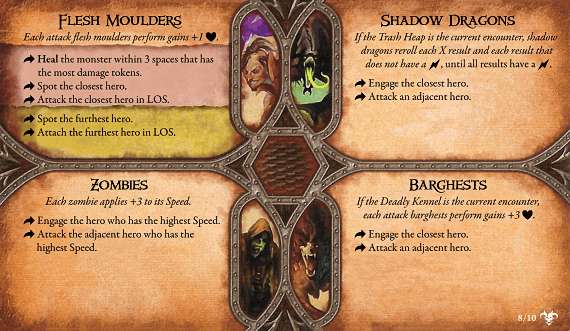 Flesh Moulders
Each attack flesh moulders perform gains +1 ♥.
Heal the monster within 3 spaces that has
the most damage tokens.
Spot the closest hero.
Attack the closest hero in LOS.
Spot the furthest hero.
Attach the furthest hero in LOS.
Shadow Dragons
If the Trash Heap is the current encounter, shadow
dragons reroll each X result and each result that
does not have a , until all results have a .
Engage the closest hero.
Attack an adjacent hero.
Zombies
Each zombie applies +3 to its Speed.
Engage the hero who has the highest Speed.
Attack the adjacent hero who has the
highest Speed.
Barghests
If the Deadly Kennel is the current encounter,
each attack barghests perform gains +3 ♥.
Engage the closest hero.
Attack an adjacent hero.
8/10